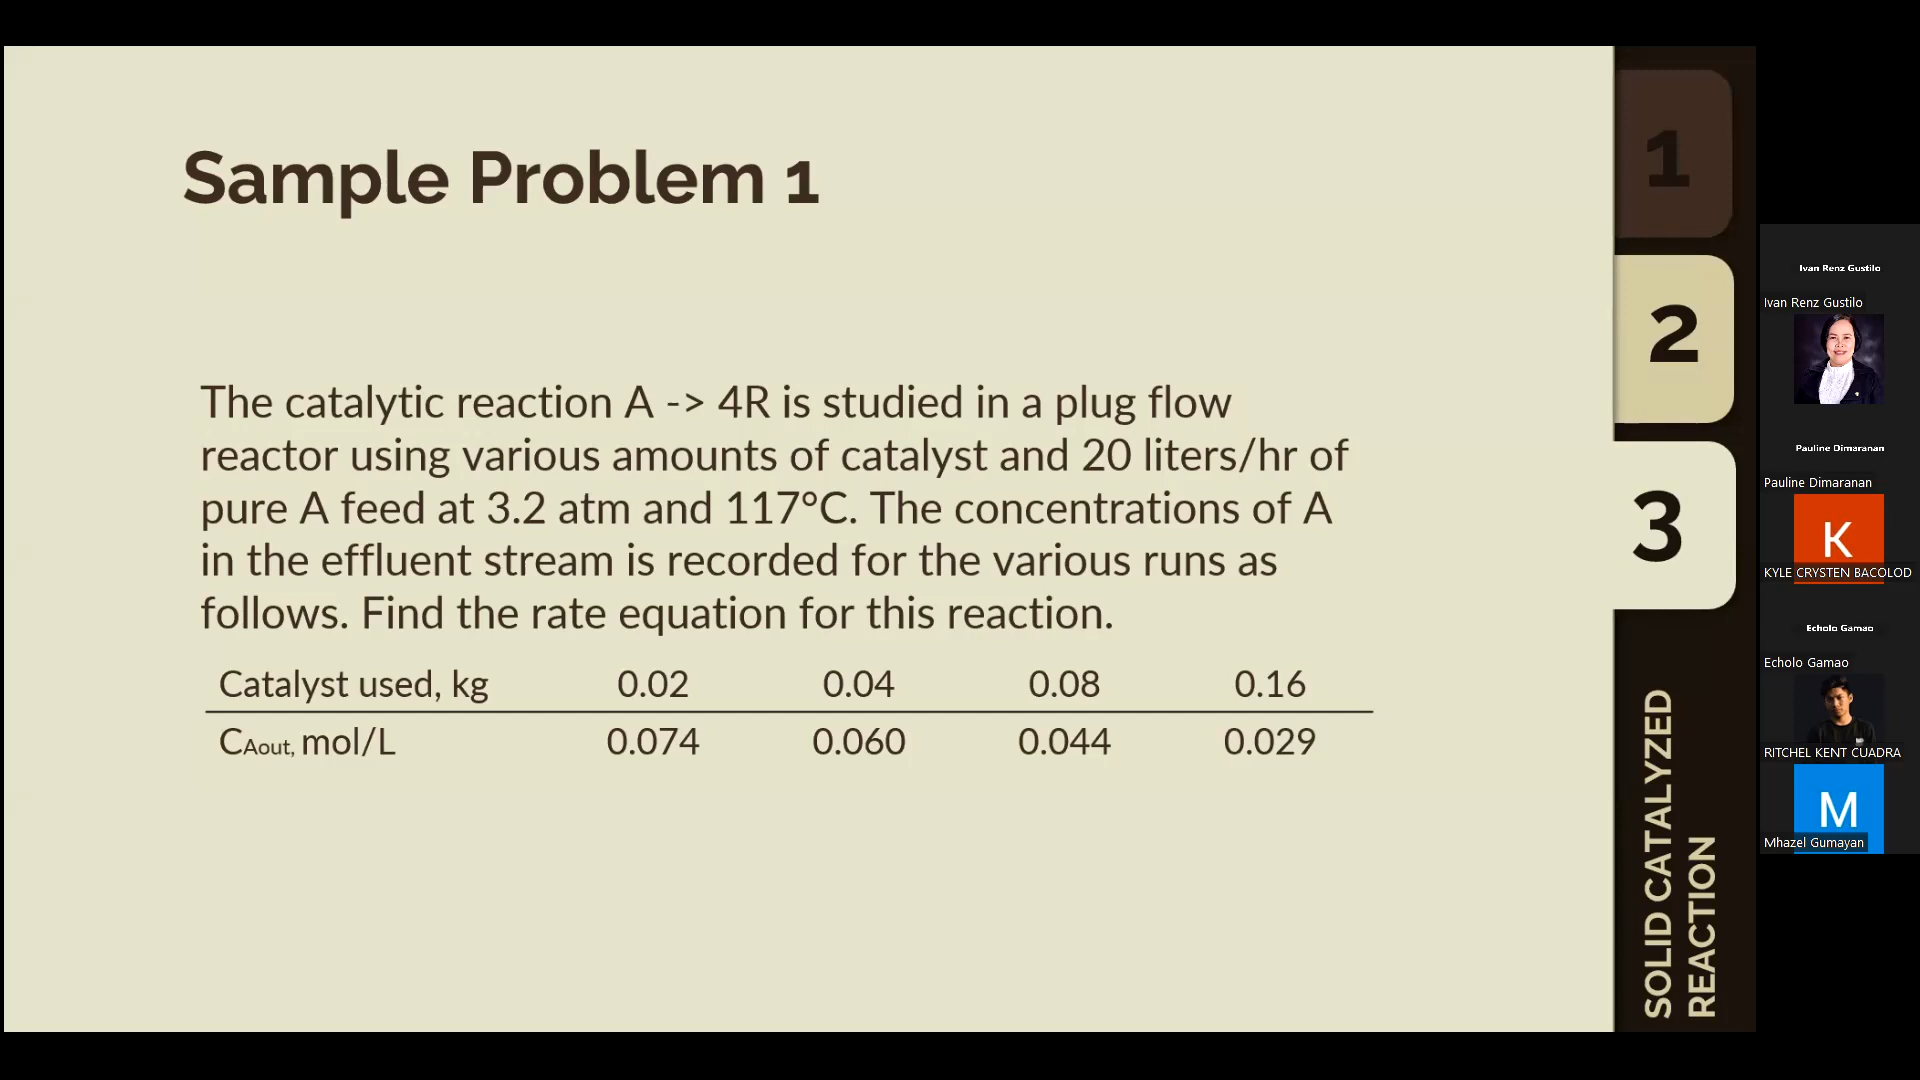 Sample Problem 1
The catalytic reaction A -> 4R is studied in a plug flow
reactor using various amounts of catalyst and 20 liters/hr of
pure A feed at 3.2 atm and 117°C. The concentrations of A
in the effluent stream is recorded for the various runs as
follows. Find the rate equation for this reaction.
Catalyst used, kg 0.02 0.04 0.08 0.16
CAout, mol/L 0.074 0.060 0.044 0.029
1
2
3
SOLID CATALYZED
REACTION
Ivan Renz Gustilo
Ivan Renz Gustilo
Pauline Dimaranan
Pauline Dimaranan
K
KYLE CRYSTEN BACOLOD
Echolo Gamao
Echolo Gamao
RITCHEL KENT CUADRA
M
Mhazel Gumayan